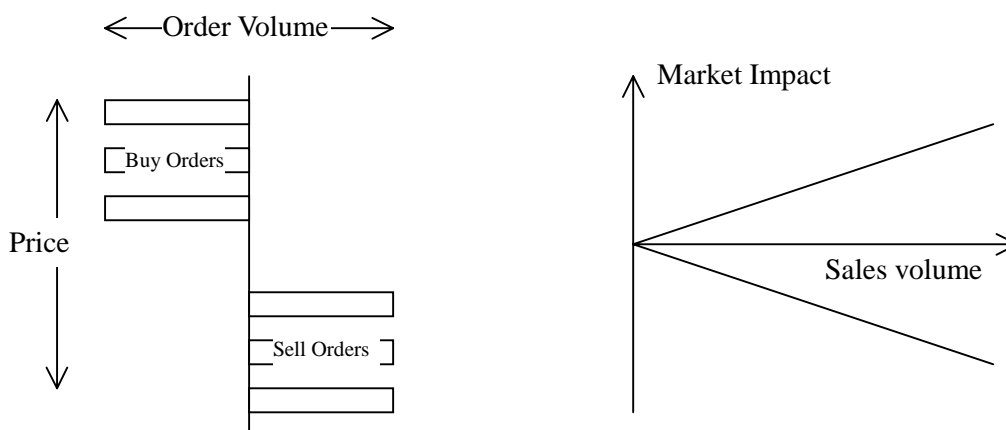 Order Volume
Buy Orders
Price
Sell Orders
Market Impact
Sales volume